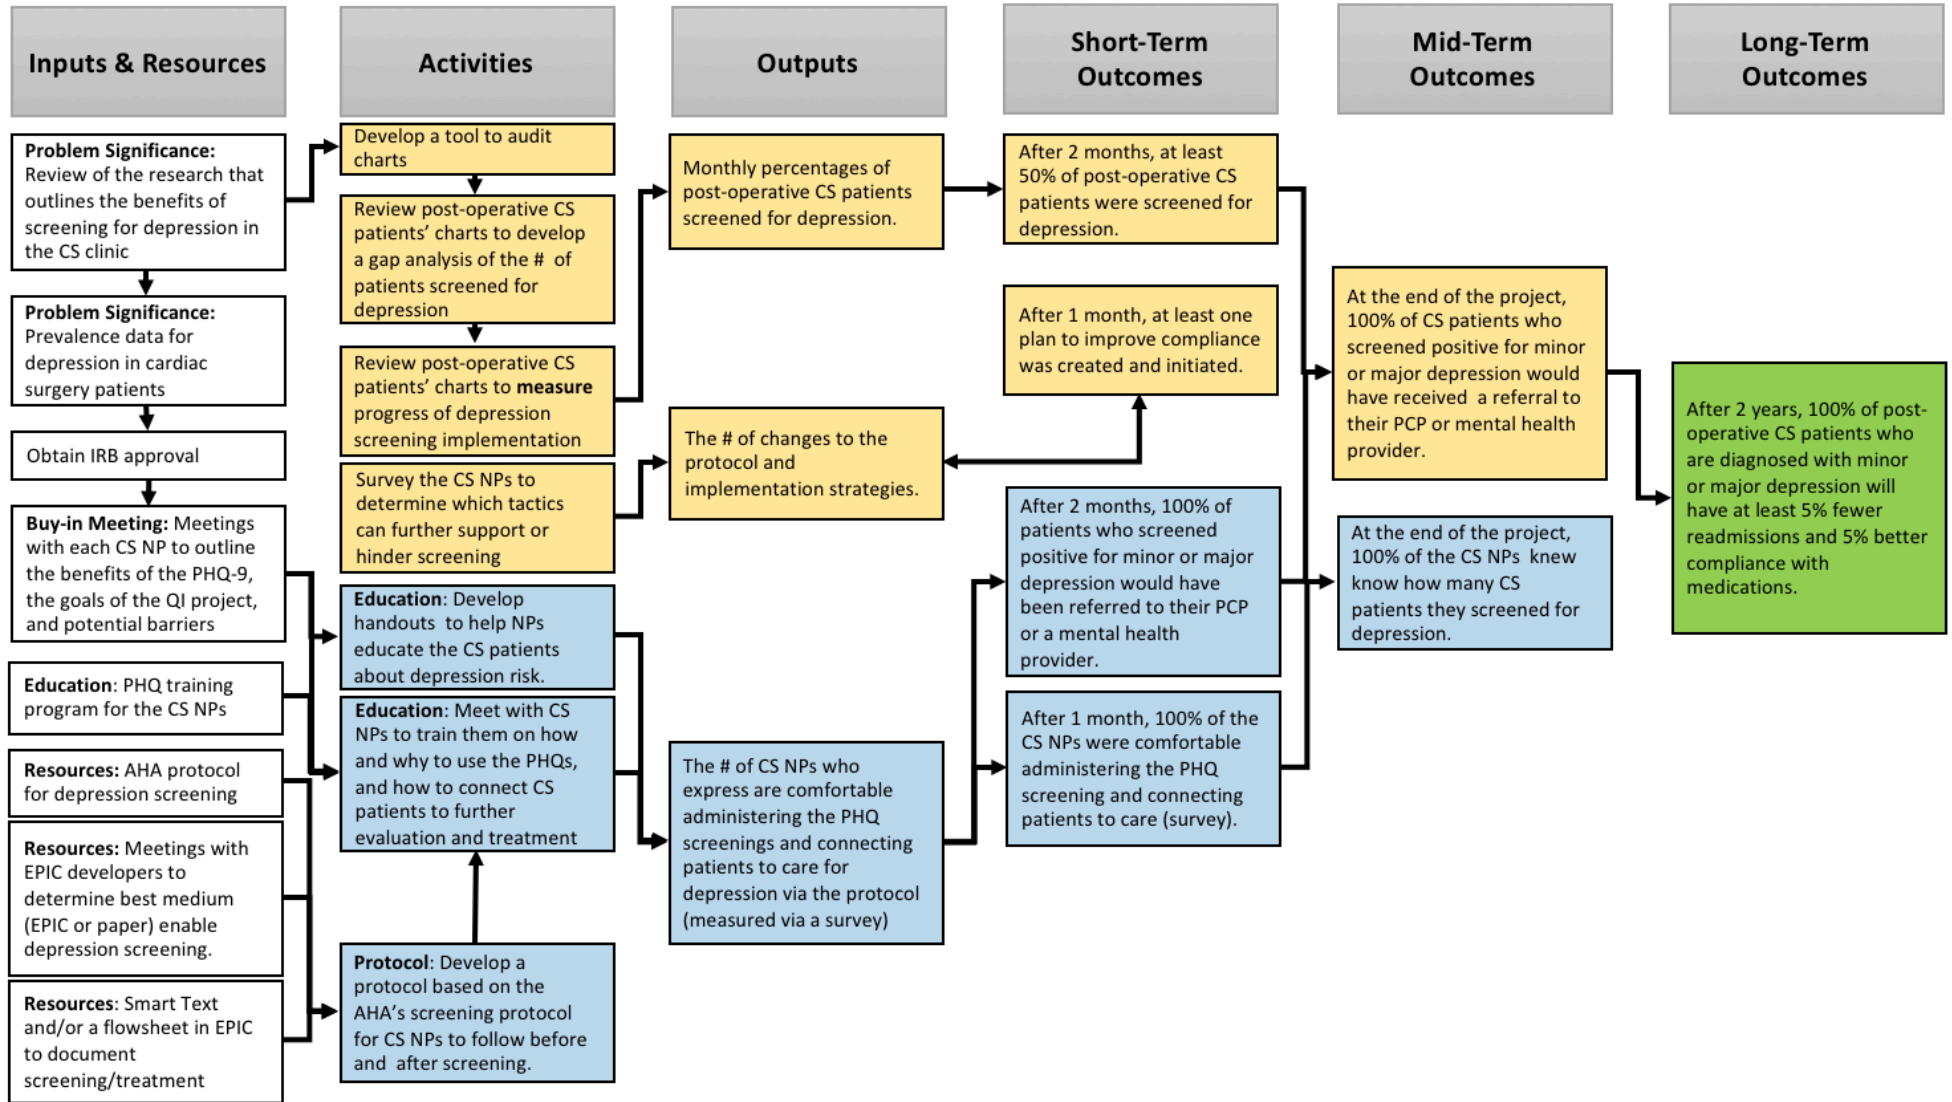 Inputs & Resources
Activities
Outputs
Short-Term
Outcomes
Mid-Term
Outcomes
Long-Term
Outcomes
Problem Significance:
Review of the research that
outlines the benefits of
screening for depression in
the CS clinic
Problem Significance:
Prevalence data for
depression in cardiac
surgery patients
Obtain IRB approval
Buy-in Meeting: Meetings
with each CS NP to outline
the benefits of the PHQ-9,
the goals of the QI project,
and potential barriers
Education: PHQ training
program for the CS NPs
Resources: AHA protocol
for depression screening
Resources: Meetings with
EPIC developers to
determine best medium
(EPIC or paper) enable
depression screening.
Resources: Smart Text
and/or a flowsheet in EPIC
to document
screening/treatment
Develop a tool to audit
charts
Review post-operative CS
patients' charts to develop
a gap analysis of the # of
patients screened for
depression
Review post-operative CS
patients' charts to measure
progress of depression
screening implementation
Survey the CS NPs to
determine which tactics
can further support or
hinder screening
Education: Develop
handouts to help NPs
educate the CS patients
about depression risk.
Education: Meet with CS
NPs to train them on how
and why to use the PHQs,
and how to connect CS
patients to further
evaluation and treatment
Protocol: Develop a
protocol based on the
AHA's screening protocol
for CS NPs to follow before
and after screening.
Monthly percentages of
post-operative CS patients
screened for depression.
The # of changes to the
protocol and
implementation strategies.
The # of CS NPs who
express are comfortable
administering the PHQ
screenings and connecting
patients to care for
depression via the protocol
(measured via a survey)
After 2 months, at least
50% of post-operative CS
patients were screened for
depression.
After 1 month, at least one
plan to improve compliance
was created and initiated.
After 2 months, 100% of
patients who screened
positive for minor or major
depression would have
been referred to their PCP
or a mental health
provider.
After 1 month, 100% of the
CS NPs were comfortable
administering the PHQ
screening and connecting
patients to care (survey).
At the end of the project,
100% of CS patients who
screened positive for minor
or major depression would
have received a referral to
their PCP or mental health
provider.
At the end of the project,
100% of the CS NPs knew
know how many CS
patients they screened for
depression.
After 2 years, 100% of post-
operative CS patients who
are diagnosed with minor
or major depression will
have at least 5% fewer
readmissions and 5% better
compliance with
medications.